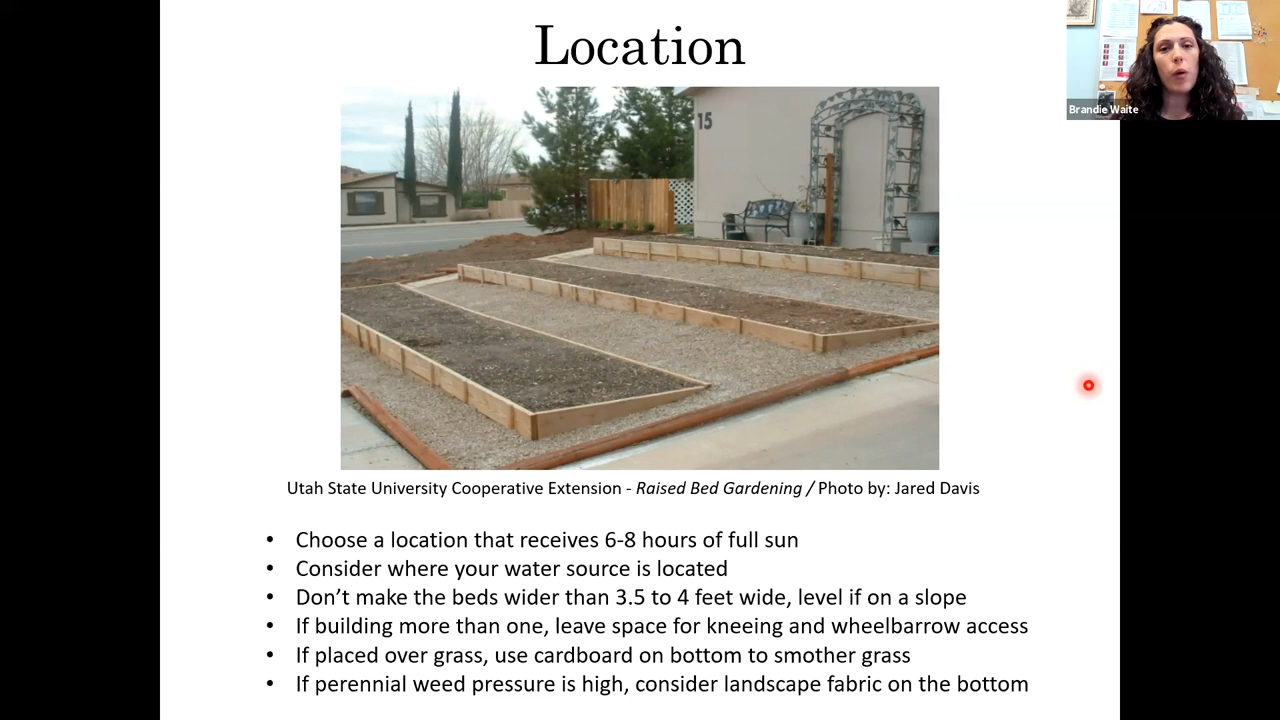 Location
Brandie Waite
15
Utah State University Cooperative Extension - Raised Bed Gardening / Photo by: Jared Davis
• Choose a location that receives 6-8 hours of full sun
• Consider where your water source is located
• Don’t make the beds wider than 3.5 to 4 feet wide, level if on a slope
• If building more than one, leave space for kneeing and wheelbarrow access
• If placed over grass, use cardboard on bottom to smother grass
• If perennial weed pressure is high, consider landscape fabric on the bottom